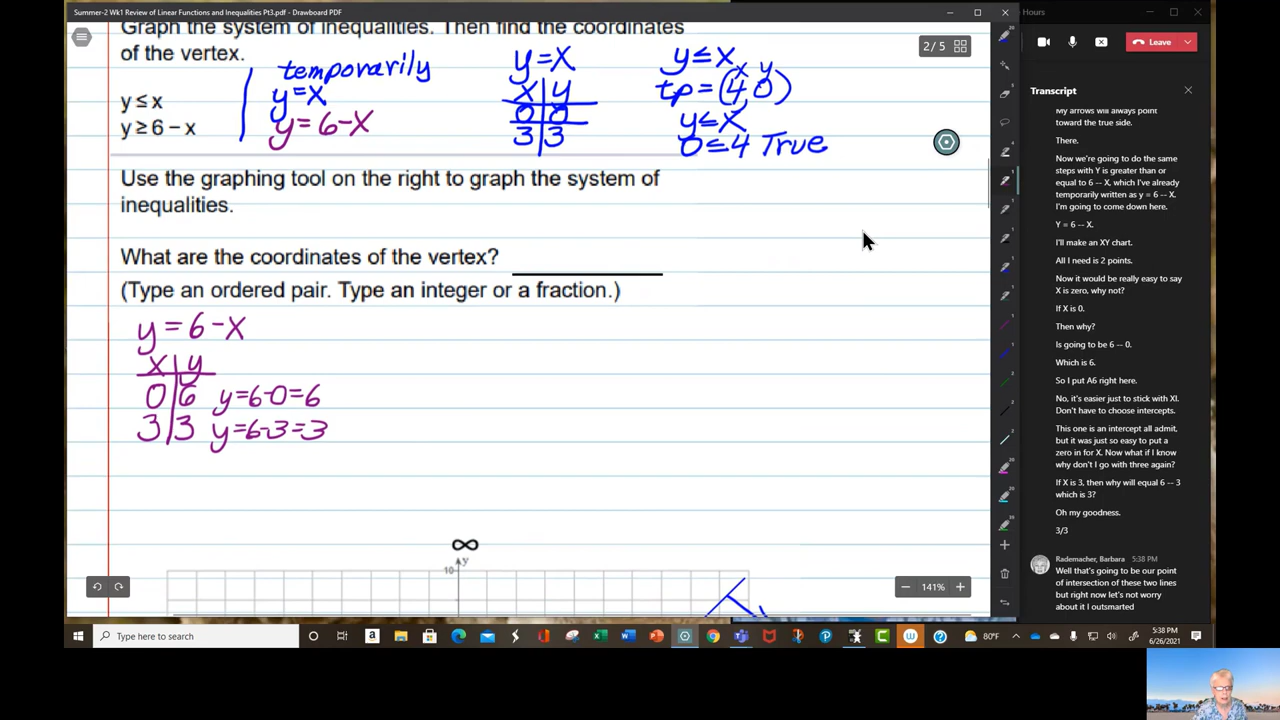 Summer-2 Wk1 Review of Linear Functions and Inequalities Pt3.pdf - Drawboard PDF
Hours
Graph the system of inequalities. Then find the coordinates
of the vertex.
y ≤ x
y ≥ 6 - x
temporarily
y = x
y = 6 - x
y = x
x y
0 0
3 3
y ≤ x
x y
tp = (4, 0)
y ≤ x
0 ≤ 4 True
2/5
Use the graphing tool on the right to graph the system of
inequalities.
What are the coordinates of the vertex?
(Type an ordered pair. Type an integer or a fraction.)
y = 6 - x
x y
0 6 y=6-0=6
3 3 y=6-3=3
∞
10 y
141%
Leave
Transcript
My arrows will always point
toward the true side.
There.
Now we're going to do the same
steps with Y is greater than or
equal to 6 -- X, which I've already
temporarily written as y = 6 -- X.
I'm going to come down here.
Y = 6 -- X.
I'll make an XY chart.
All I need is 2 points.
Now it would be really easy to say
X is zero, why not?
If X is 0.
Then why?
Is going to be 6 -- 0.
Which is 6.
So I put A6 right here.
No, it's easier just to stick with XI.
Don't have to choose intercepts.
This one is an intercept all admit,
but it was just so easy to put a
zero in for X. Now what if I know
why don't I go with three again?
If X is 3, then why will equal 6 -- 3
which is 3?
Oh my goodness.
3/3
Rademacher, Barbara 5:38 PM
Well that's going to be our point
of intersection of these two lines
but right now let's not worry
about it I outsmarted
Type here to search
80°F
5:38 PM
6/26/2021